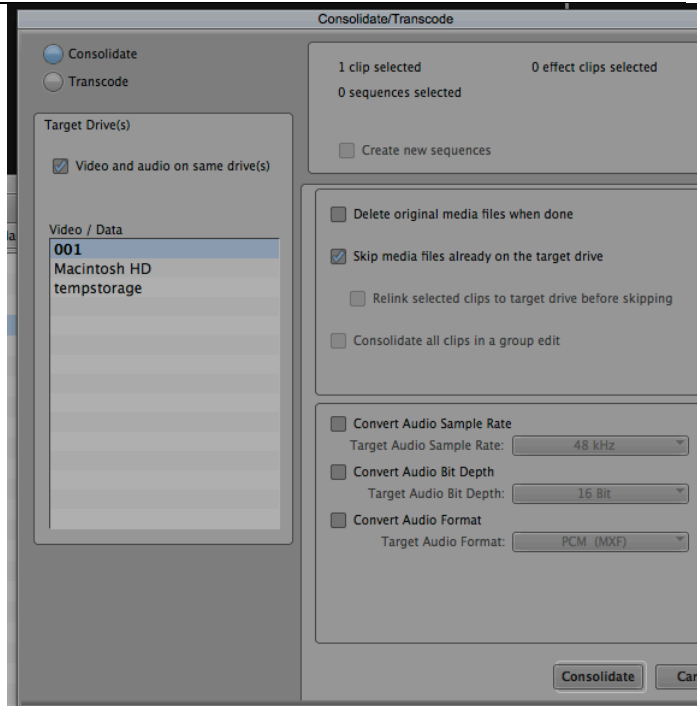 Consolidate/Transcode
Consolidate
Transcode
1 clip selected
0 effect clips selected
0 sequences selected
Create new sequences
Target Drive(s)
Video and audio on same drive(s)
Video / Data
001
Macintosh HD
tempstorage
Delete original media files when done
Skip media files already on the target drive
Relink selected clips to target drive before skipping
Consolidate all clips in a group edit
Convert Audio Sample Rate
Target Audio Sample Rate: 48 kHz
Convert Audio Bit Depth
Target Audio Bit Depth: 16 Bit
Convert Audio Format
Target Audio Format: PCM (MXF)
Consolidate